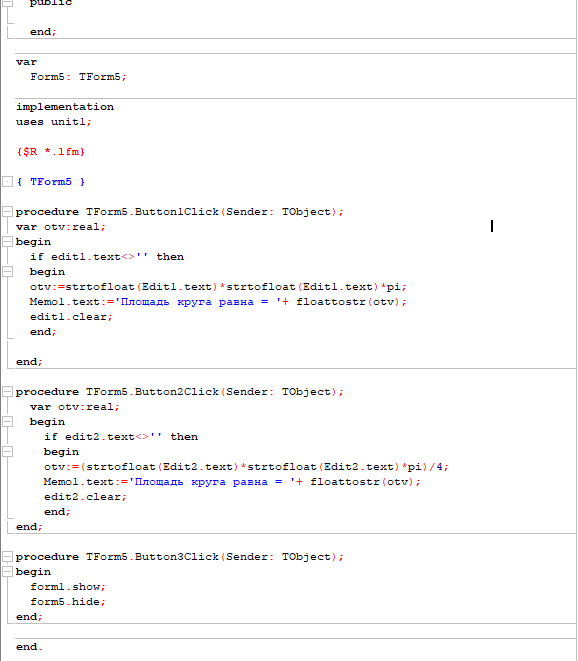 public
end;
var
Form5: TForm5;
implementation
uses unit1;
{$R *.lfm}
{ TForm5 }
procedure TForm5.Button1Click(Sender: TObject);
var otv:real;
begin
if edit1.text<>'' then
begin
otv:=strtofloat(Edit1.text)*strtofloat(Edit1.text)*pi;
Memo1.text:='Площадь круга равна = '+ floattostr(otv);
edit1.clear;
end;
end;
procedure TForm5.Button2Click(Sender: TObject);
var otv:real;
begin
if edit2.text<>'' then
begin
otv:=(strtofloat(Edit2.text)*strtofloat(Edit2.text)*pi)/4;
Memo1.text:='Площадь круга равна = '+ floattostr(otv);
edit2.clear;
end;
end;
procedure TForm5.Button3Click(Sender: TObject);
begin
form1.show;
form5.hide;
end;
end.